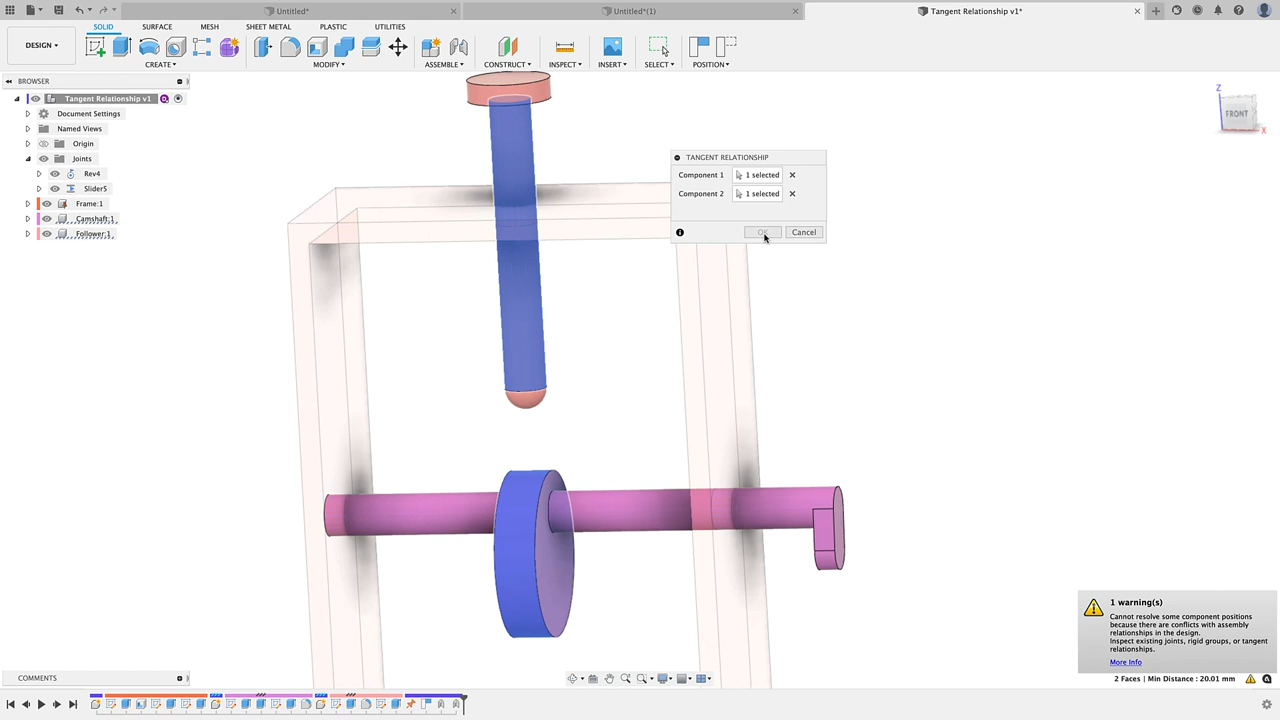 Untitled*
Untitled*(1)
Tangent Relationship v1*
DESIGN
SOLID
SURFACE
MESH
SHEET METAL
PLASTIC
UTILITIES
CREATE
MODIFY
ASSEMBLE
CONSTRUCT
INSPECT
INSERT
SELECT
POSITION
BROWSER
Tangent Relationship v1
Document Settings
Named Views
Origin
Joints
Rev4
Slider5
Frame:1
Camshaft:1
Follower:1
Z
FRONT
X
TANGENT RELATIONSHIP
Component 1
1 selected
Component 2
1 selected
OK
Cancel
1 warning(s)
Cannot resolve some component positions
because there are conflicts with assembly
relationships in the design.
Inspect existing joints, rigid groups, or tangent
relationships.
More Info
2 Faces | Min Distance : 20.01 mm
COMMENTS